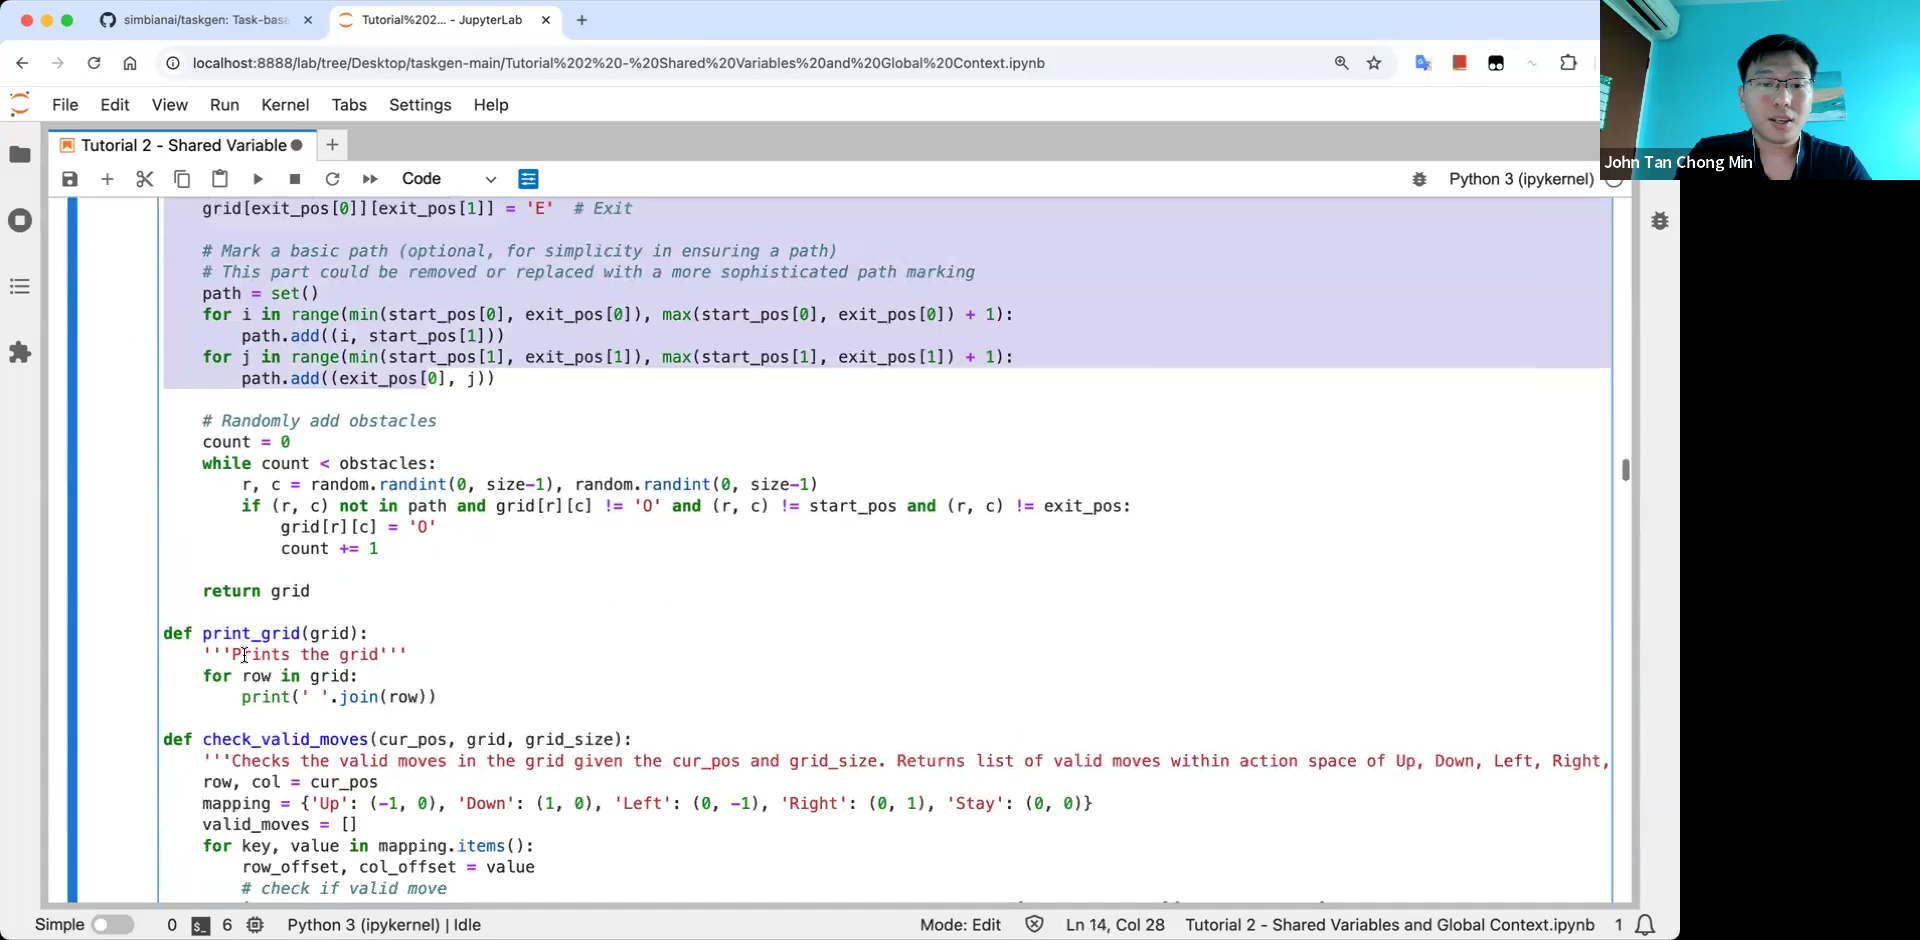 simbianai/taskgen: Task-base
Tutorial%202... - JupyterLab
localhost:8888/lab/tree/Desktop/taskgen-main/Tutorial%202%20-%20Shared%20Variables%20and%20Global%20Context.ipynb
File Edit View Run Kernel Tabs Settings Help
John Tan Chong Min
Tutorial 2 - Shared Variable
Code
Python 3 (ipykernel)
grid[exit_pos[0]][exit_pos[1]] = 'E'  # Exit
# Mark a basic path (optional, for simplicity in ensuring a path)
# This part could be removed or replaced with a more sophisticated path marking
path = set()
for i in range(min(start_pos[0], exit_pos[0]), max(start_pos[0], exit_pos[0]) + 1):
path.add((i, start_pos[1]))
for j in range(min(start_pos[1], exit_pos[1]), max(start_pos[1], exit_pos[1]) + 1):
path.add((exit_pos[0], j))
# Randomly add obstacles
count = 0
while count < obstacles:
r, c = random.randint(0, size-1), random.randint(0, size-1)
if (r, c) not in path and grid[r][c] != 'O' and (r, c) != start_pos and (r, c) != exit_pos:
grid[r][c] = 'O'
count += 1
return grid
def print_grid(grid):
'''Prints the grid'''
for row in grid:
print(' '.join(row))
def check_valid_moves(cur_pos, grid, grid_size):
'''Checks the valid moves in the grid given the cur_pos and grid_size. Returns list of valid moves within action space of Up, Down, Left, Right,
row, col = cur_pos
mapping = {'Up': (-1, 0), 'Down': (1, 0), 'Left': (0, -1), 'Right': (0, 1), 'Stay': (0, 0)}
valid_moves = []
for key, value in mapping.items():
row_offset, col_offset = value
# check if valid move
Simple 0 6 Python 3 (ipykernel) | Idle Mode: Edit Ln 14, Col 28 Tutorial 2 - Shared Variables and Global Context.ipynb 1